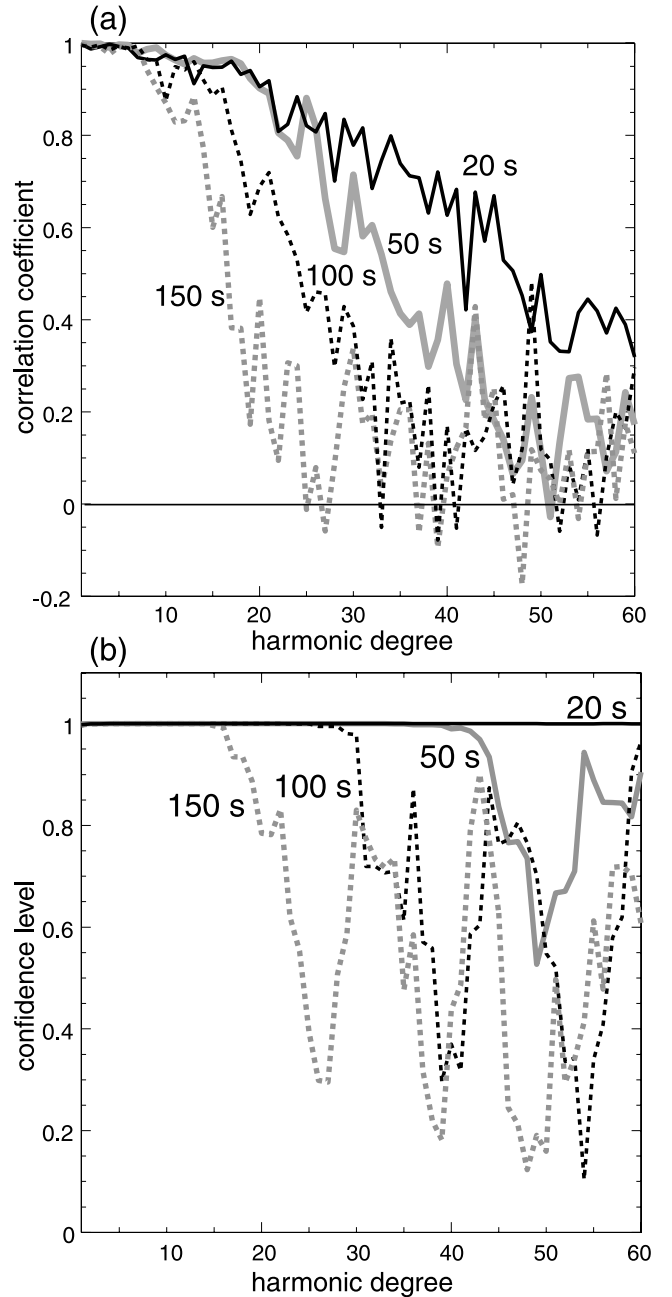 (a)
1
0.8
0.6
0.4
0.2
0
-0.2
correlation coefficient
20 s
50 s
100 s
150 s
10 20 30 40 50 60
harmonic degree
(b)
1
0.8
0.6
0.4
0.2
0
confidence level
20 s
50 s
100 s
150 s
10 20 30 40 50 60
harmonic degree